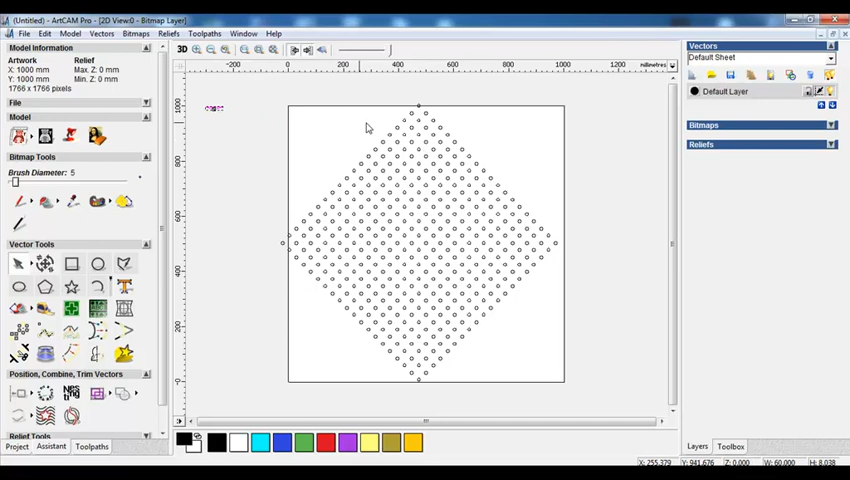 (Untitled) - ArtCAM Pro - [2D View:0 - Bitmap Layer]
File Edit Model Vectors Bitmaps Reliefs Toolpaths Window Help
Model Information
ArtCAM Pro Relief
X: 1000 mm Max. Z: 0 mm
Y: 1000 mm Min. Z: 0 mm
1766 x 1766 pixels
File
Model
Bitmap Tools
Brush Diameter: 5
Vector Tools
Position, Combine, Trim Vectors
Relief Tools
Project Assistant Toolpaths
3D
-200 0 200 400 600 800 1000 1200 millimetres
1000
800
600
400
200
-0
Vectors
Default Sheet
Default Layer
Bitmaps
Reliefs
Layers Toolbox
X: 255.379 Y: 941.676 Z: 0.000 W: 60.000 H: 8.038